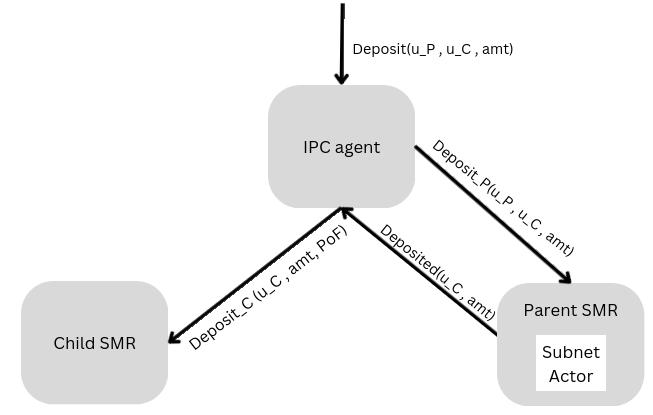 Deposit(u_P , u_C , amt)
IPC agent
Deposit_P(u_P , u_C, amt)
Deposited(u_C, amt)
Deposit_C (u_C , amt, PoF)
Child SMR
Parent SMR
Subnet
Actor